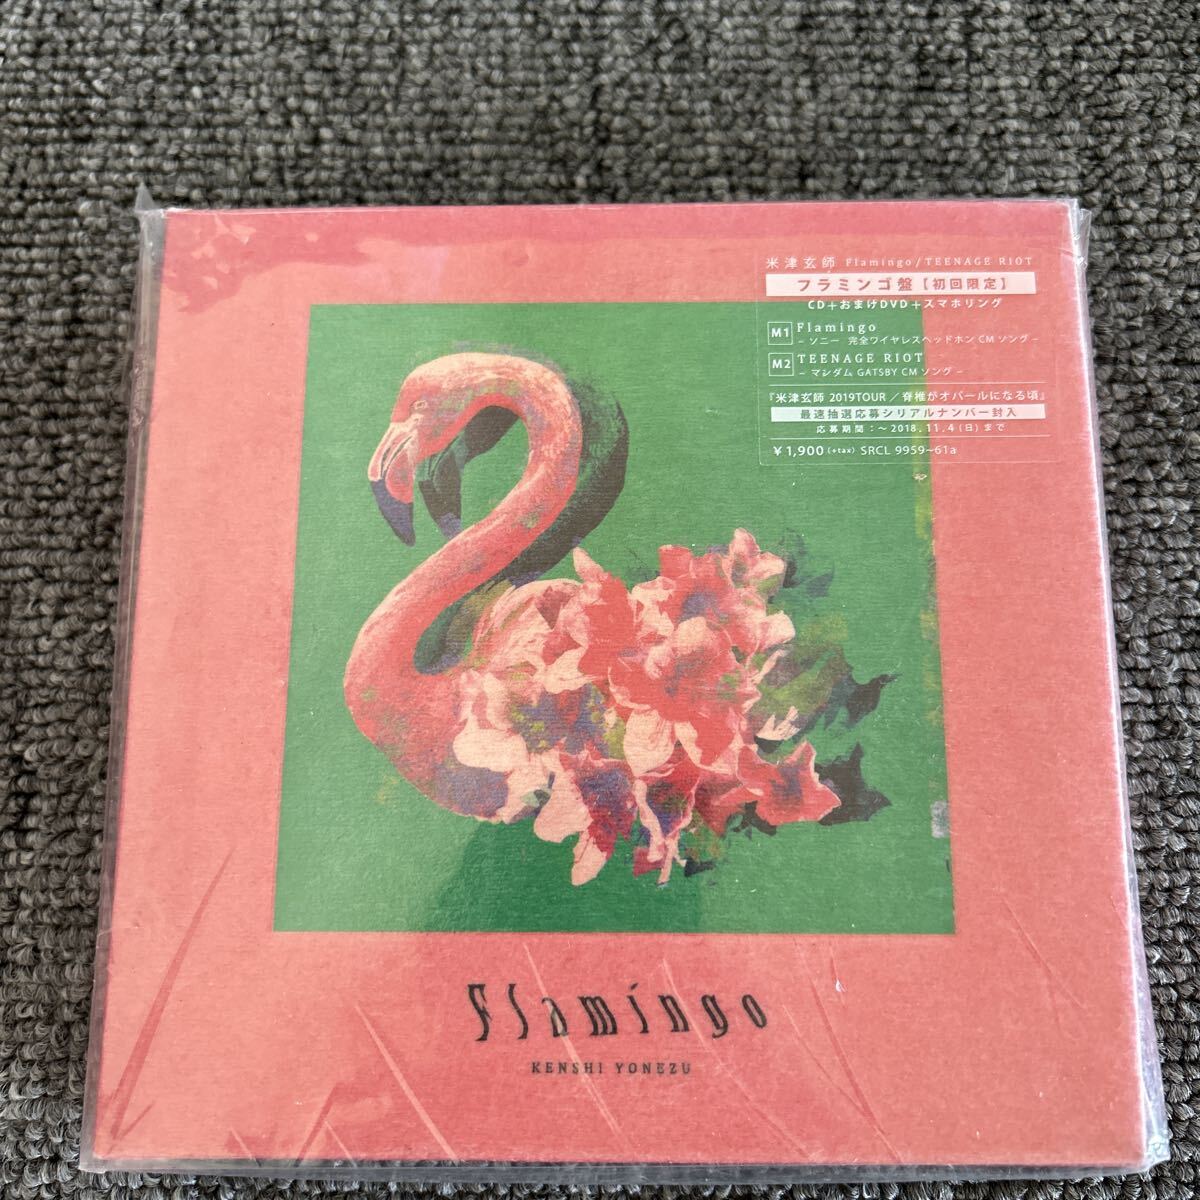 米津玄師 Flamingo/TEENAGE RIOT
フラミンゴ盤【初回限定】
CD+おまけDVD+スマホリング
M1 Flamingo
– ソニー 完全ワイヤレスヘッドホン CM ソング –
M2 TEENAGE RIOT
– マンダム GATSBY CM ソング –
『米津玄師 2019TOUR / 脊椎がオパールになる頃』
最速抽選応募シリアルナンバー封入
応募期間：～2018.11.4(日)まで
¥1,900 (+tax) SRCL 9959~61a
Flamingo
KENSHI YONEZU